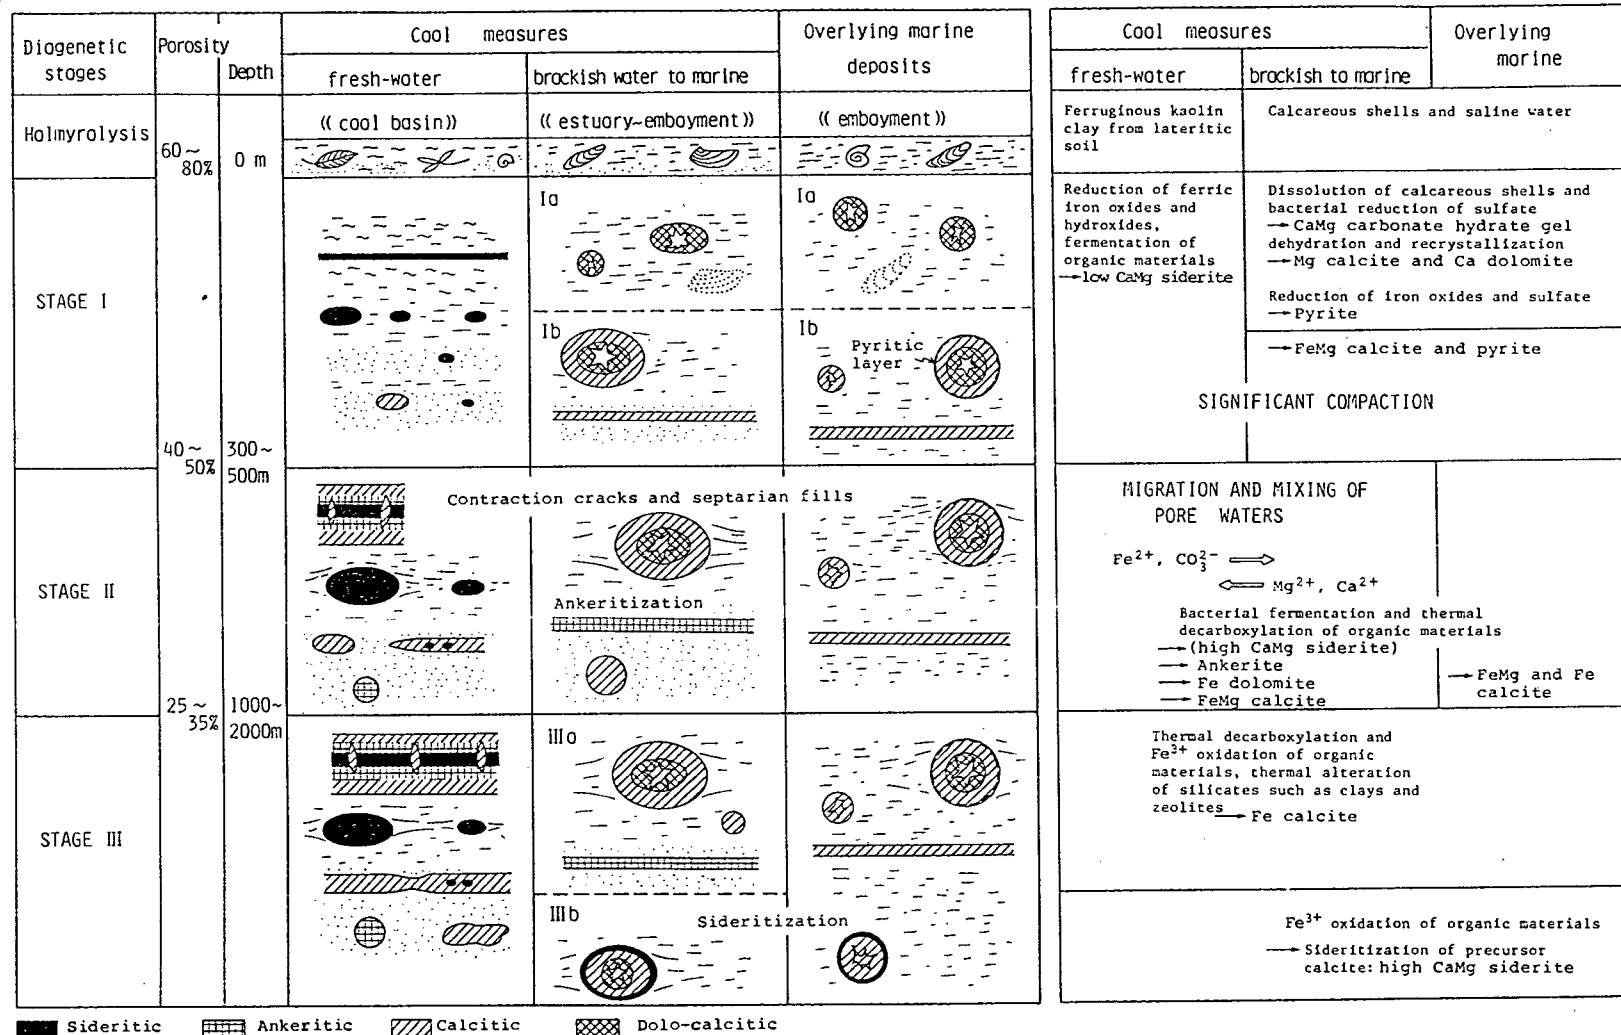 Diogenetic
stages
Porosity
Depth
Cool measures
fresh-water
brackish water to marine
Overlying marine
deposits
Halmyrolysis
60~
80%
0 m
((cool basin))
((estuary~embayment))
((embayment))
STAGE I
Ia
Ia
Ib
Ib
Pyritic
layer
40~
50%
300~
500m
STAGE II
Contraction cracks and septarian fills
Ankeritization
25~
35%
1000~
2000m
STAGE III
IIIa
IIIb
Sideritization
Sideritic
Ankeritic
Calcitic
Dolo-calcitic
Cool measures
Overlying
marine
fresh-water
brackish to marine
Ferruginous kaolin
clay from lateritic
soil
Calcareous shells and saline water
Reduction of ferric
iron oxides and
hydroxides,
fermentation of
organic materials
→low CaMg siderite
Dissolution of calcareous shells and
bacterial reduction of sulfate
→CaMg carbonate hydrate gel
dehydration and recrystallization
→Mg calcite and Ca dolomite
Reduction of iron oxides and sulfate
→Pyrite
→FeMg calcite and pyrite
SIGNIFICANT COMPACTION
MIGRATION AND MIXING OF
PORE WATERS
Fe²⁺, CO₃²⁻ ⇒
⇐ Mg²⁺, Ca²⁺
Bacterial fermentation and thermal
decarboxylation of organic materials
→(high CaMg siderite)
→ Ankerite
→ Fe dolomite
→ FeMg calcite
→FeMg and Fe
calcite
Thermal decarboxylation and
Fe³⁺ oxidation of organic
materials, thermal alteration
of silicates such as clays and
zeolites
→ Fe calcite
Fe³⁺ oxidation of organic materials
→ Sideritization of precursor
calcite: high CaMg siderite